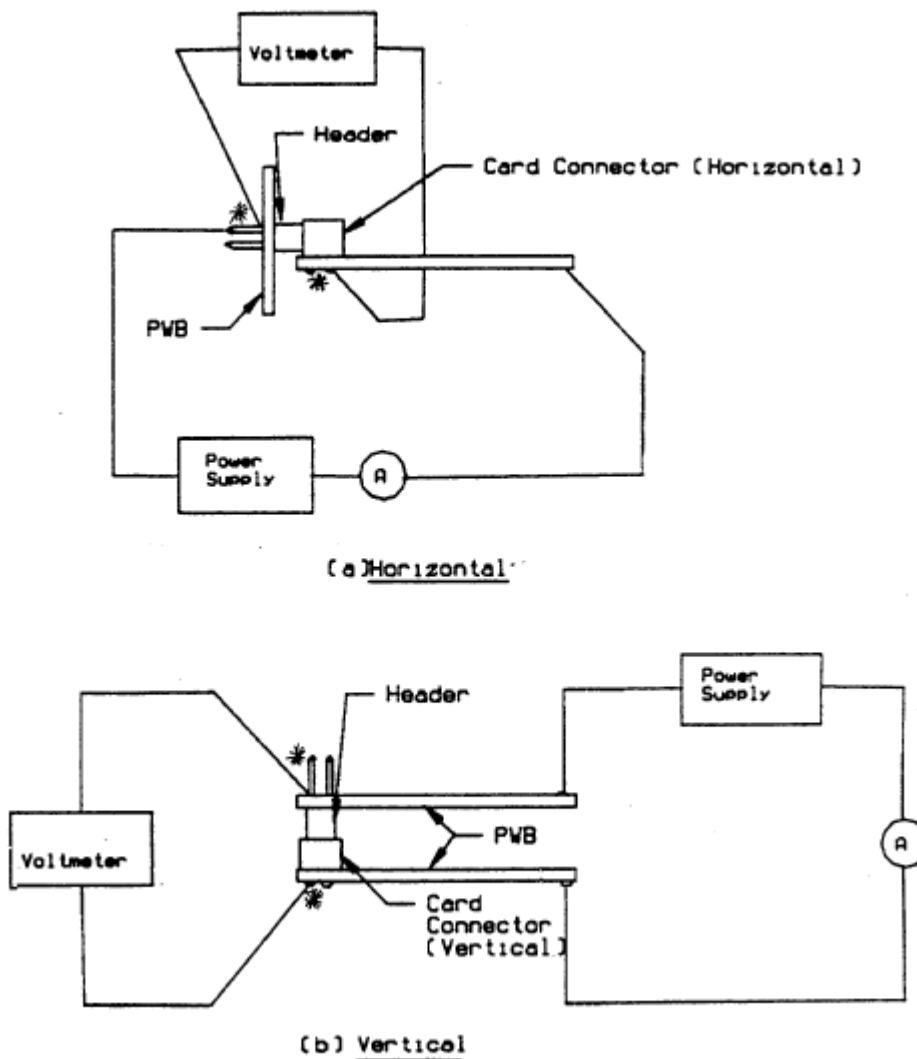 Voltmeter
Header
Card Connector (Horizontal)
PWB
Power
Supply
A
(a) Horizontal
Power
Supply
Header
A
PWB
Voltmeter
Card
Connector
(Vertical)
(b) Vertical